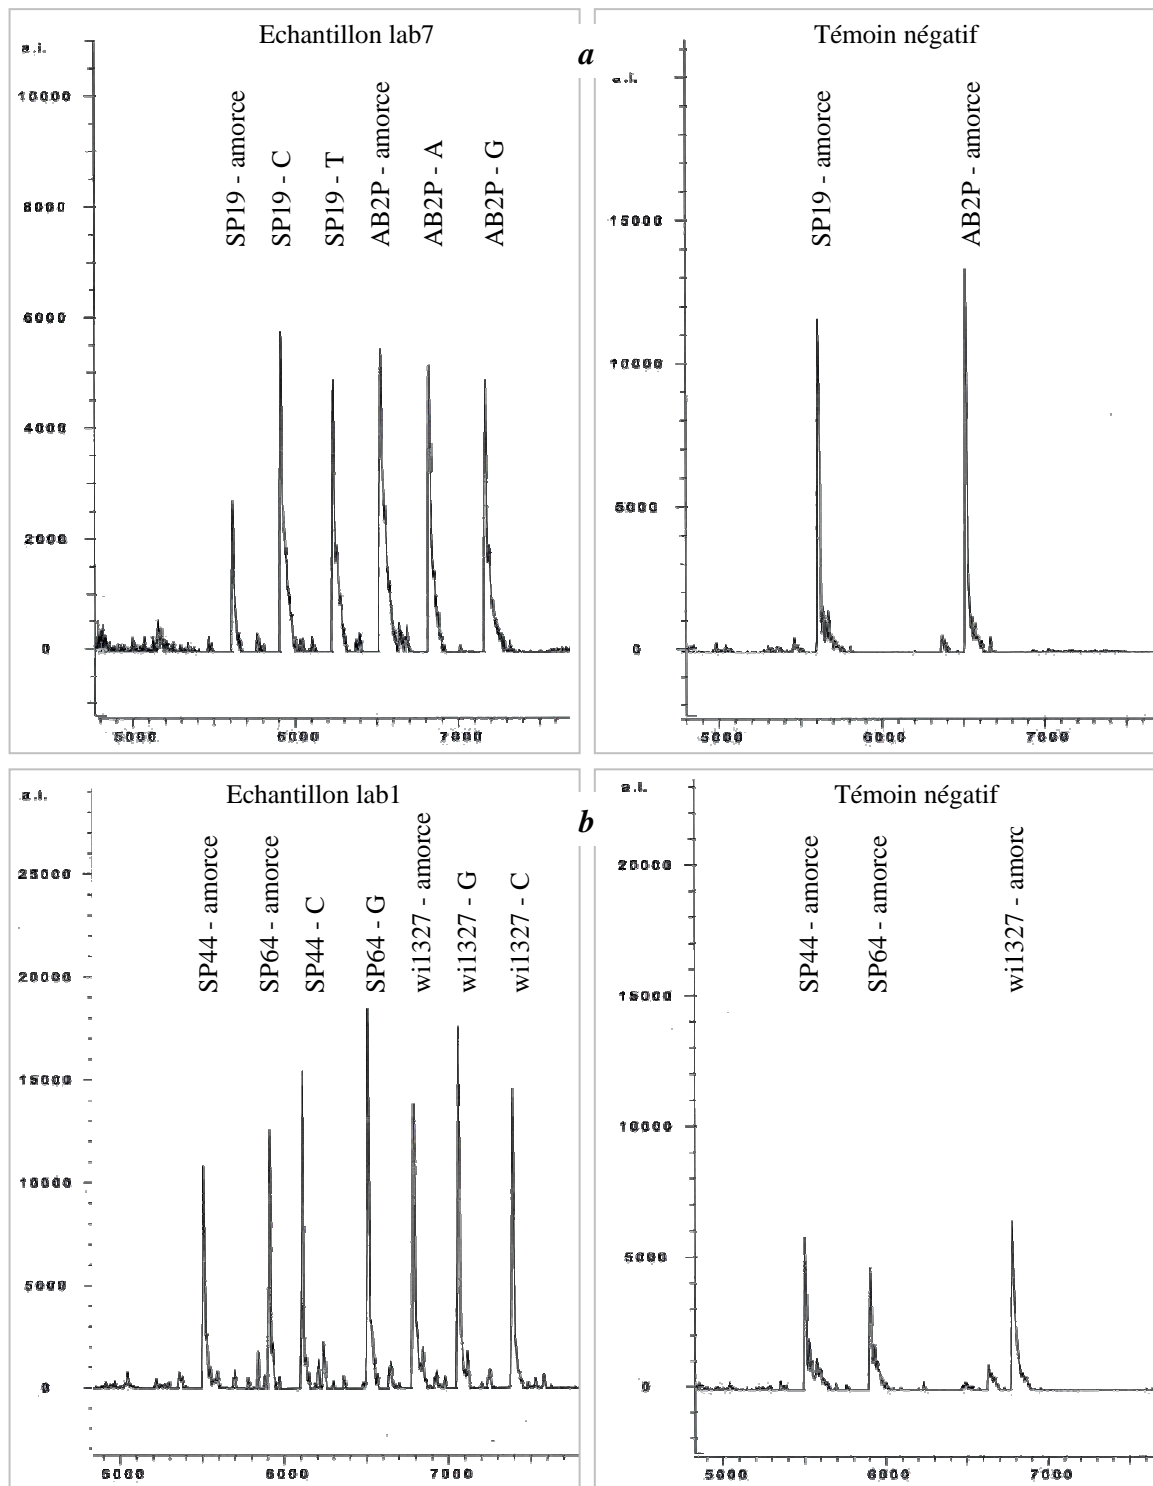 Echantillon lab7
a.i.
10000
8000
6000
4000
2000
0
SP19 - amorce
SP19 - C
SP19 - T
AB2P - amorce
AB2P - A
AB2P - G
5000 6000 7000
a
Témoin négatif
a.i.
15000
10000
5000
0
SP19 - amorce
AB2P - amorce
5000 6000 7000
Echantillon lab1
a.i.
25000
20000
15000
10000
5000
0
SP44 - amorce
SP64 - amorce
SP44 - C
SP64 - G
wi1327 - amorce
wi1327 - G
wi1327 - C
5000 6000 7000
b
Témoin négatif
a.i.
20000
15000
10000
5000
0
SP44 - amorce
SP64 - amorce
wi1327 - amorc
5000 6000 7000